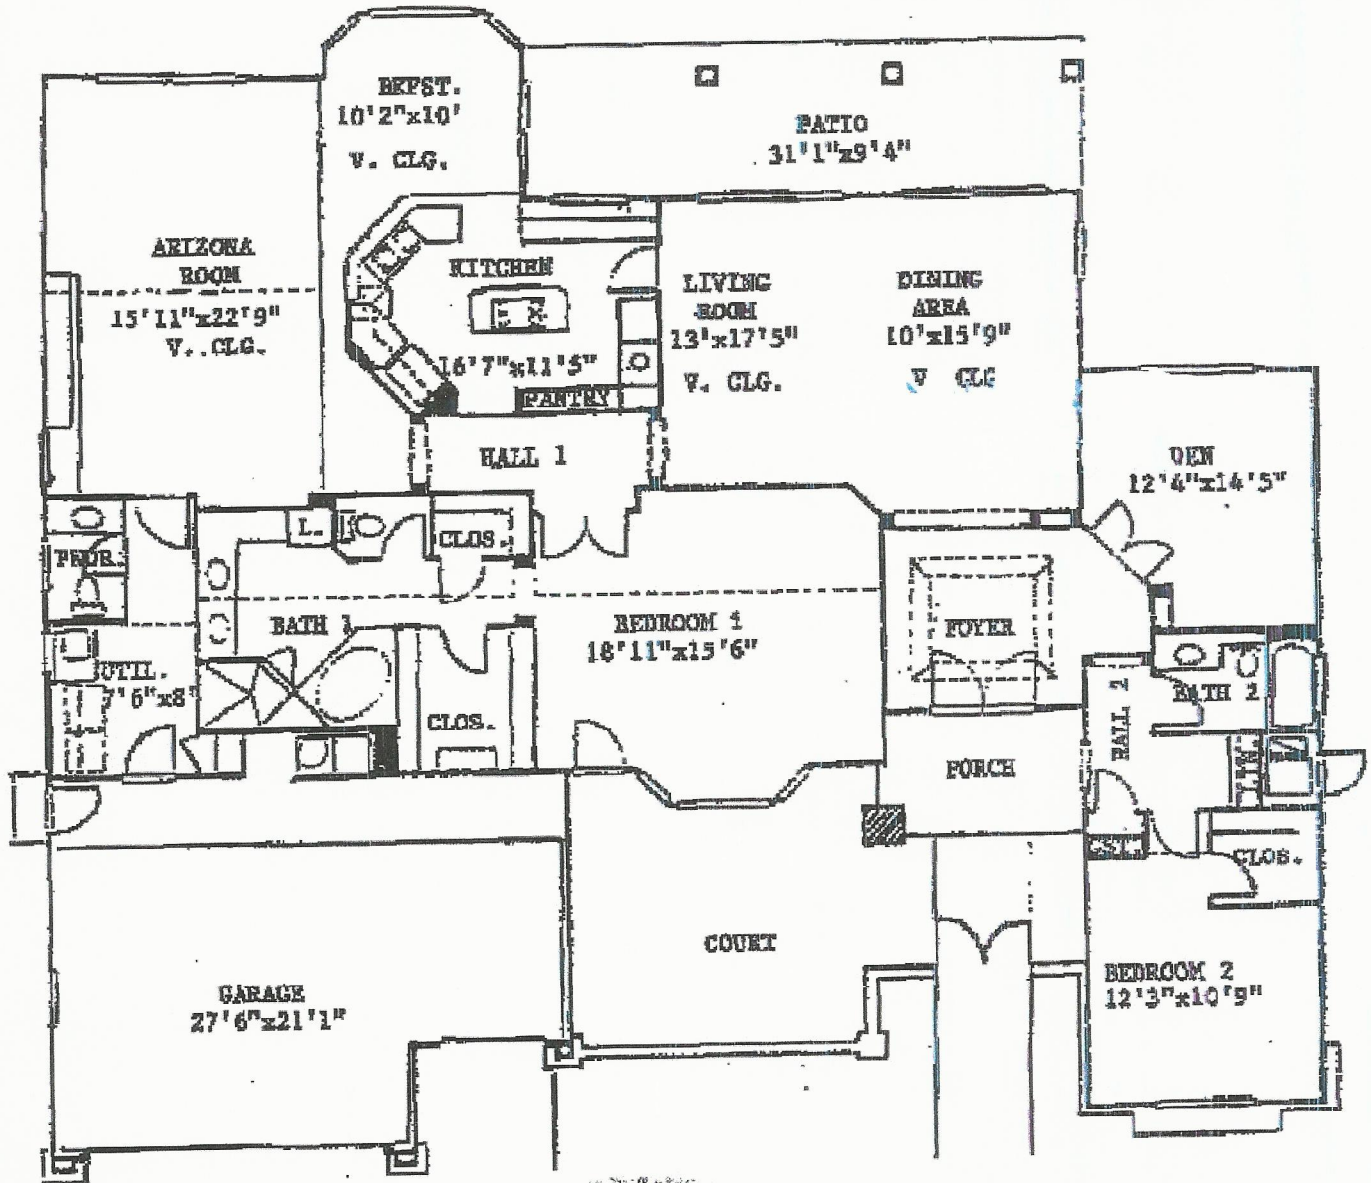 BKFST.
10'2"x10'
V. CLG.
PATIO
31'1"x9'4"
ARIZONA
ROOM
15'11"x22'9"
V. CLG.
KITCHEN
16'7"x11'5"
PANTRY
LIVING
ROOM
13'x17'5"
V. CLG.
DINING
AREA
10'x15'9"
V CLG
HALL 1
DEN
12'4"x14'5"
L.
CLOS.
PWDR.
BATH 1
BEDROOM 1
18'11"x15'6"
FOYER
UTIL.
'6"x8'
CLOS.
HALL 2
BATH 2
LIN.
PORCH
CST.
CLOS.
COURT
BEDROOM 2
12'3"x10'9"
GARAGE
27'6"x21'1"